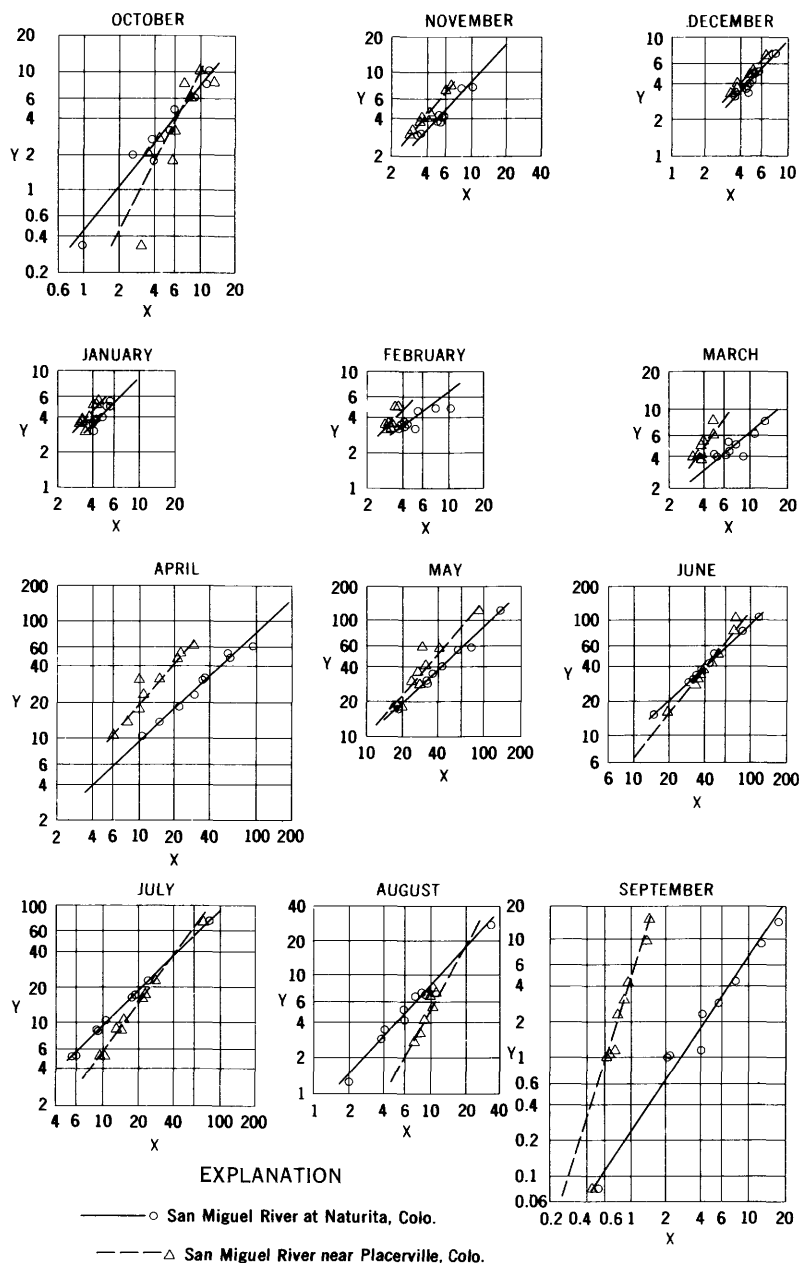 OCTOBER
20
10
6
4
Y 2
1
0.6
0.4
0.2
0.6 1 2 4 6 10 20
X
NOVEMBER
20
10
Y
6
4
2
2 4 6 10 20 40
X
DECEMBER
10
6
Y 4
2
1
1 2 4 6 10
X
JANUARY
10
6
4
Y
2
1
2 4 6 10 20
X
FEBRUARY
10
6
4
Y
2
1
2 4 6 10 20
X
MARCH
20
10
Y 6
4
2
2 4 6 10 20
X
APRIL
200
100
60
40
Y
20
10
6
4
2
2 4 6 10 20 40 100 200
X
MAY
200
100
60
Y
40
20
10
10 20 40 100 200
X
JUNE
200
100
60
Y 40
20
10
6
6 10 20 40 100 200
X
JULY
100
60
40
20
Y
10
6
4
2
4 6 10 20 40 100 200
X
AUGUST
40
20
10
Y
6
4
2
1
1 2 4 6 10 20 40
X
SEPTEMBER
20
10
6
4
2
Y 1
0.6
0.4
0.2
0.1
0.06
0.2 0.4 0.6 1 2 4 6 10 20
X
EXPLANATION
San Miguel River at Naturita, Colo.
San Miguel River near Placerville, Colo.